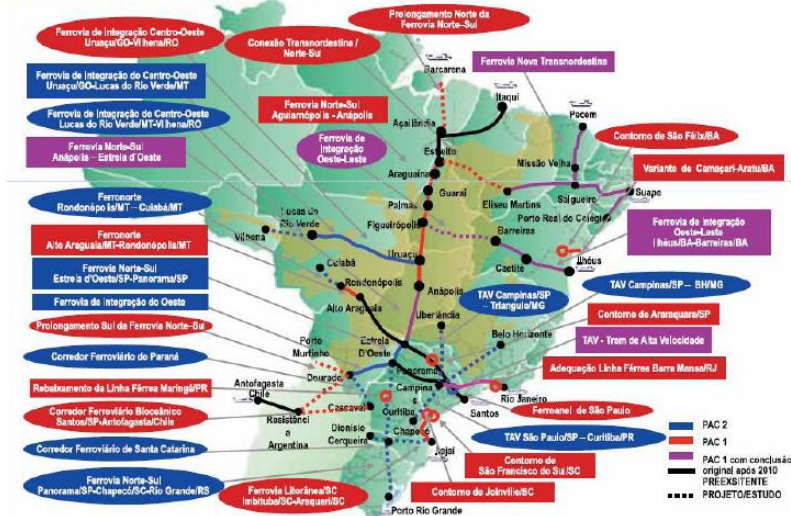 Ferrovia de Integração Centro-Oeste
Uruaçu/GO-Vilhena/RO
Ferrovia de Integração do Centro-Oeste
Uruaçu/GO-Lucas do Rio Verde/MT
Ferrovia de Integração do Centro-Oeste
Lucas do Rio Verde/MT-Vilhena/RO
Ferrovia Norte-Sul
Anápolis – Estrela d'Oeste
Ferronorte
Rondonópolis/MT – Cuiabá/MT
Ferronorte
Alto Araguaia/MT-Rondonópolis/MT
Ferrovia Norte-Sul
Estrela d'Oeste/SP-Panorama/SP
Ferrovia de Integração do Oeste
Prolongamento Sul da Ferrovia Norte-Sul
Corredor Ferroviário do Paraná
Rebaixamento da Linha Férrea Maringá/PR
Corredor Ferroviário Bioceânico
Santos/SP-Antofagasta/Chile
Corredor Ferroviário de Santa Catarina
Ferrovia Norte-Sul
Panorama/SP-Chapecó/SC-Rio Grande/RS
Conexão Transnordestina /
Norte-Sul
Ferrovia Norte-Sul
Aguiarnópolis - Anápolis
Ferrovia de
Integração
Oeste-Leste
Prolongamento Norte da
Ferrovia Norte–Sul
Ferrovia Nova Transnordestina
Contorno de São Félix/BA
Variante de Camaçari-Aratu/BA
Ferrovia de Integração
Oeste-Leste
Ilhéus/BA-Barreiras/BA
TAV Campinas/SP – BH/MG
TAV Campinas/SP
– Triangulo/MG
Contorno de Araraquara/SP
TAV - Trem de Alta Velocidade
Adequação Linha Férrea Barra Mansa/RJ
Ferroanel de São Paulo
TAV São Paulo/SP – Curitiba/PR
Contorno de
São Francisco do Sul/SC
Contorno de Joinville/SC
Ferrovia Litorânea/SC
Imbituba/SC-Araquari/SC
Barcarena
Itaqui
Açailândia
Estreito
Araguaína
Guaraí
Palmas
Figueirópolis
Uruaçu
Anápolis
Pecem
Missão Velha
Salgueiro
Suape
Eliseu Martins
Porto Real do Colégi
Barreiras
Caetite
Ilhéus
Lucas do
Rio Verde
Vilhena
Cuiabá
Rondonópolis
Alto Araguaia
Uberlândia
Belo Horizonte
Estrela
D'Oeste
Panorama
Porto
Murtinho
Dourado
Campina
s
Rio Janeiro
Santos
Antofagasta
Chile
Resistênci
a
Argentina
Cascavel
Curitiba
Dionísio
Cerqueira
Chapecó
Itajaí
Porto Rio Grande
PAC 2
PAC 1
PAC 1 com conclusão
original após 2010
PREEXSITENTE
PROJETO/ESTUDO